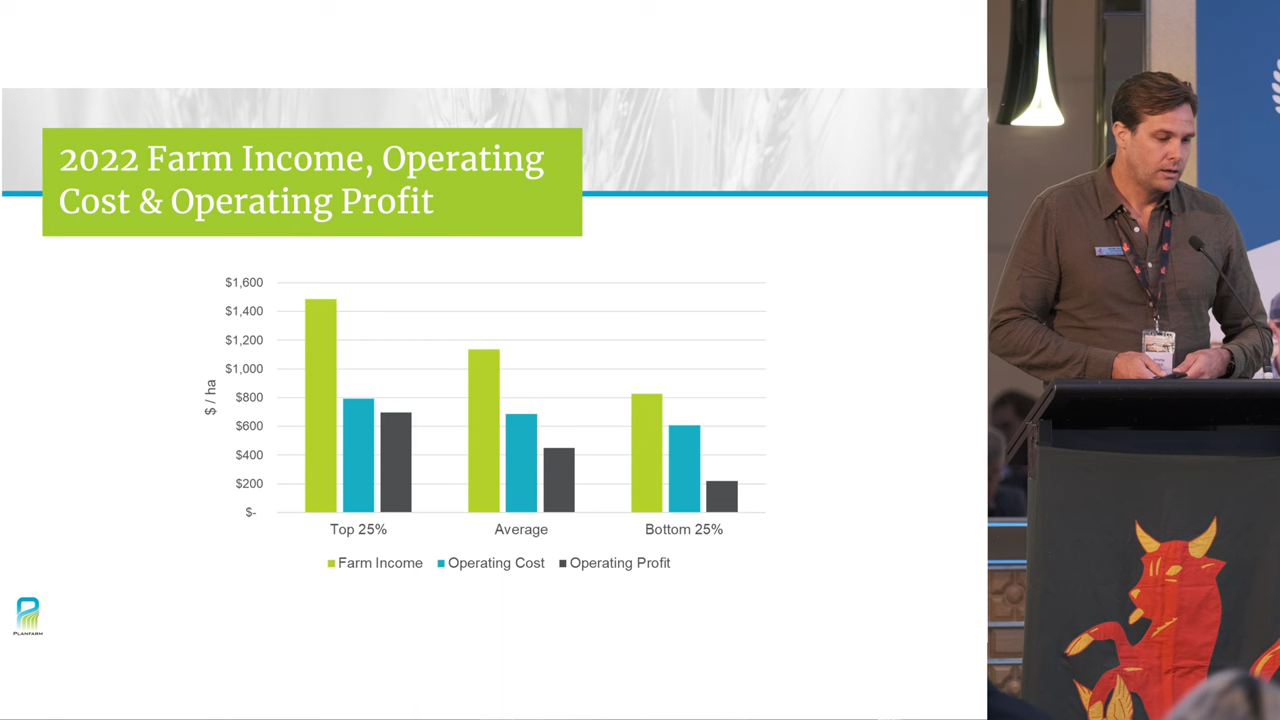 2022 Farm Income, Operating
Cost & Operating Profit
$1,600
$1,400
$1,200
$1,000
$800
$600
$400
$200
$-
$ / ha
Top 25%
Average
Bottom 25%
Farm Income
Operating Cost
Operating Profit
PLANFARM